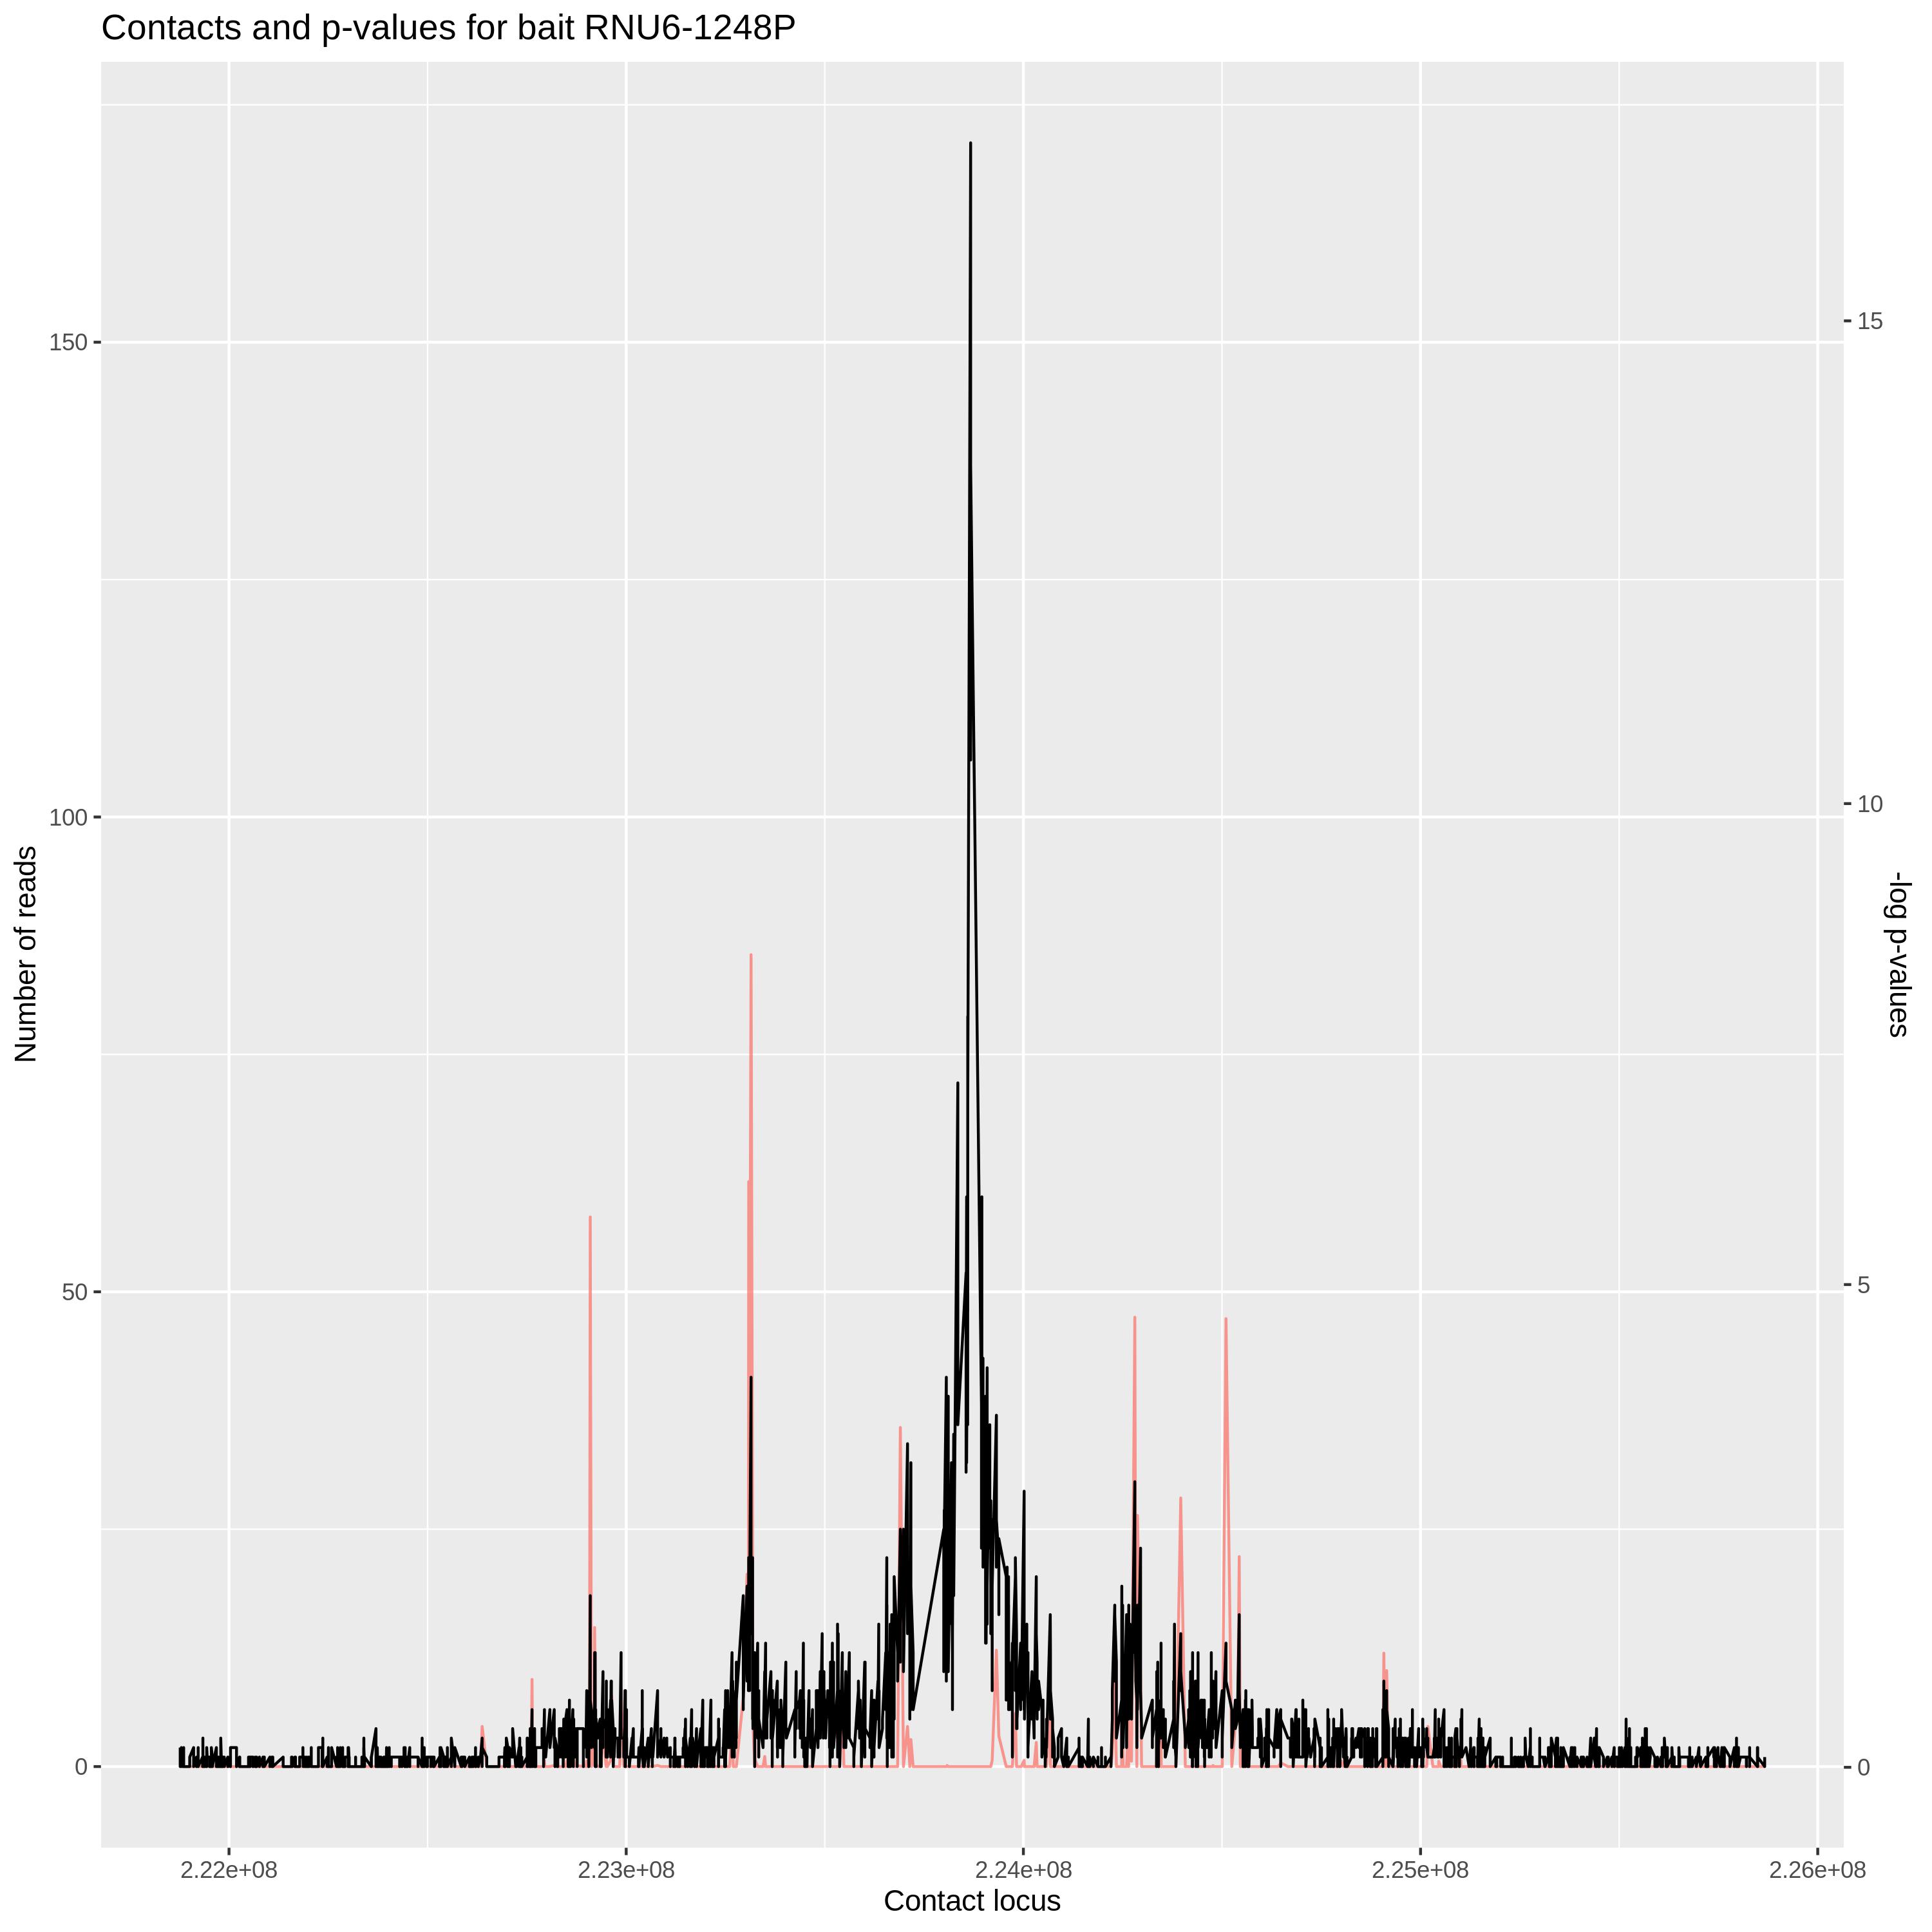 Contacts and p-values for bait RNU6-1248P
150
100
50
0
15
10
5
0
Number of reads
-log p-values
2.22e+08
2.23e+08
2.24e+08
2.25e+08
2.26e+08
Contact locus